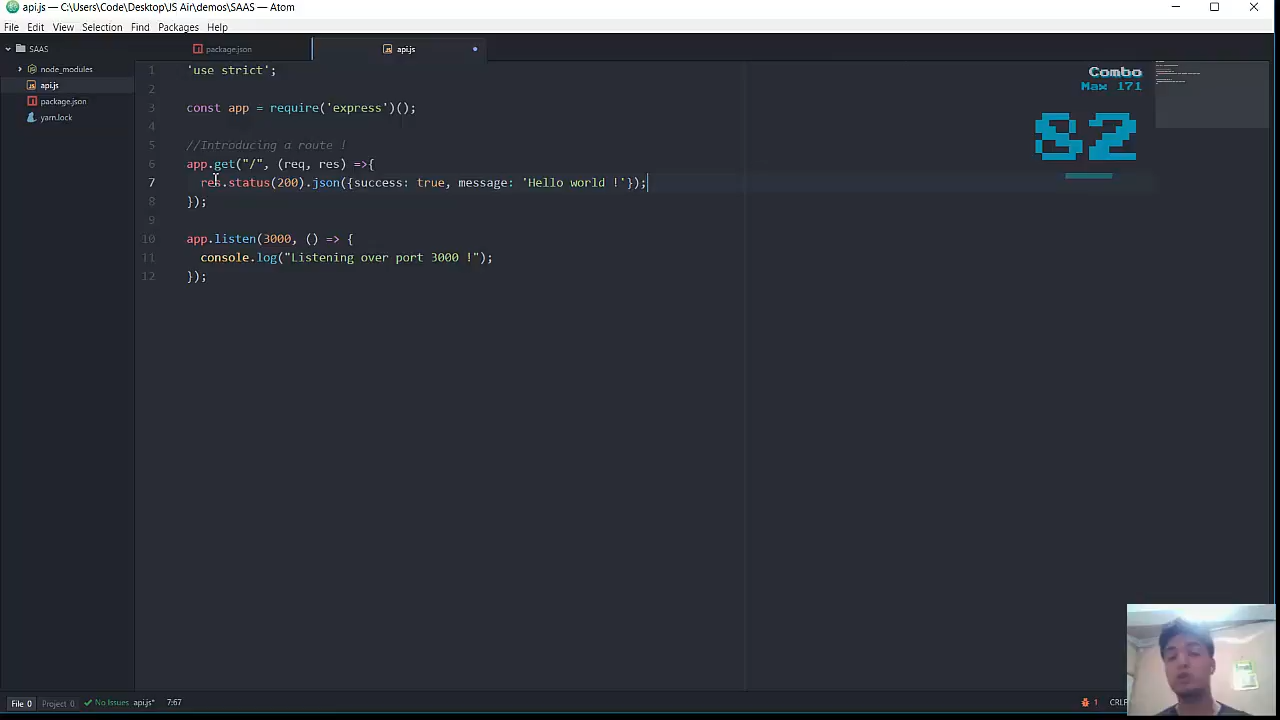 api.js — C:\Users\Code\Desktop\JS Air\demos\SAAS — Atom
File Edit View Selection Find Packages Help
SAAS
node_modules
api.js
package.json
yarn.lock
package.json
api.js
1 'use strict';
2
3 const app = require('express')();
4
5 //Introducing a route !
6 app.get("/", (req, res) =>{
7 res.status(200).json({success: true, message: 'Hello world !'});
8 });
9
10 app.listen(3000, () => {
11 console.log("Listening over port 3000 !");
12 });
Combo
Max 171
82
File 0 Project 0 No Issues api.js* 7:67
1 CRLF